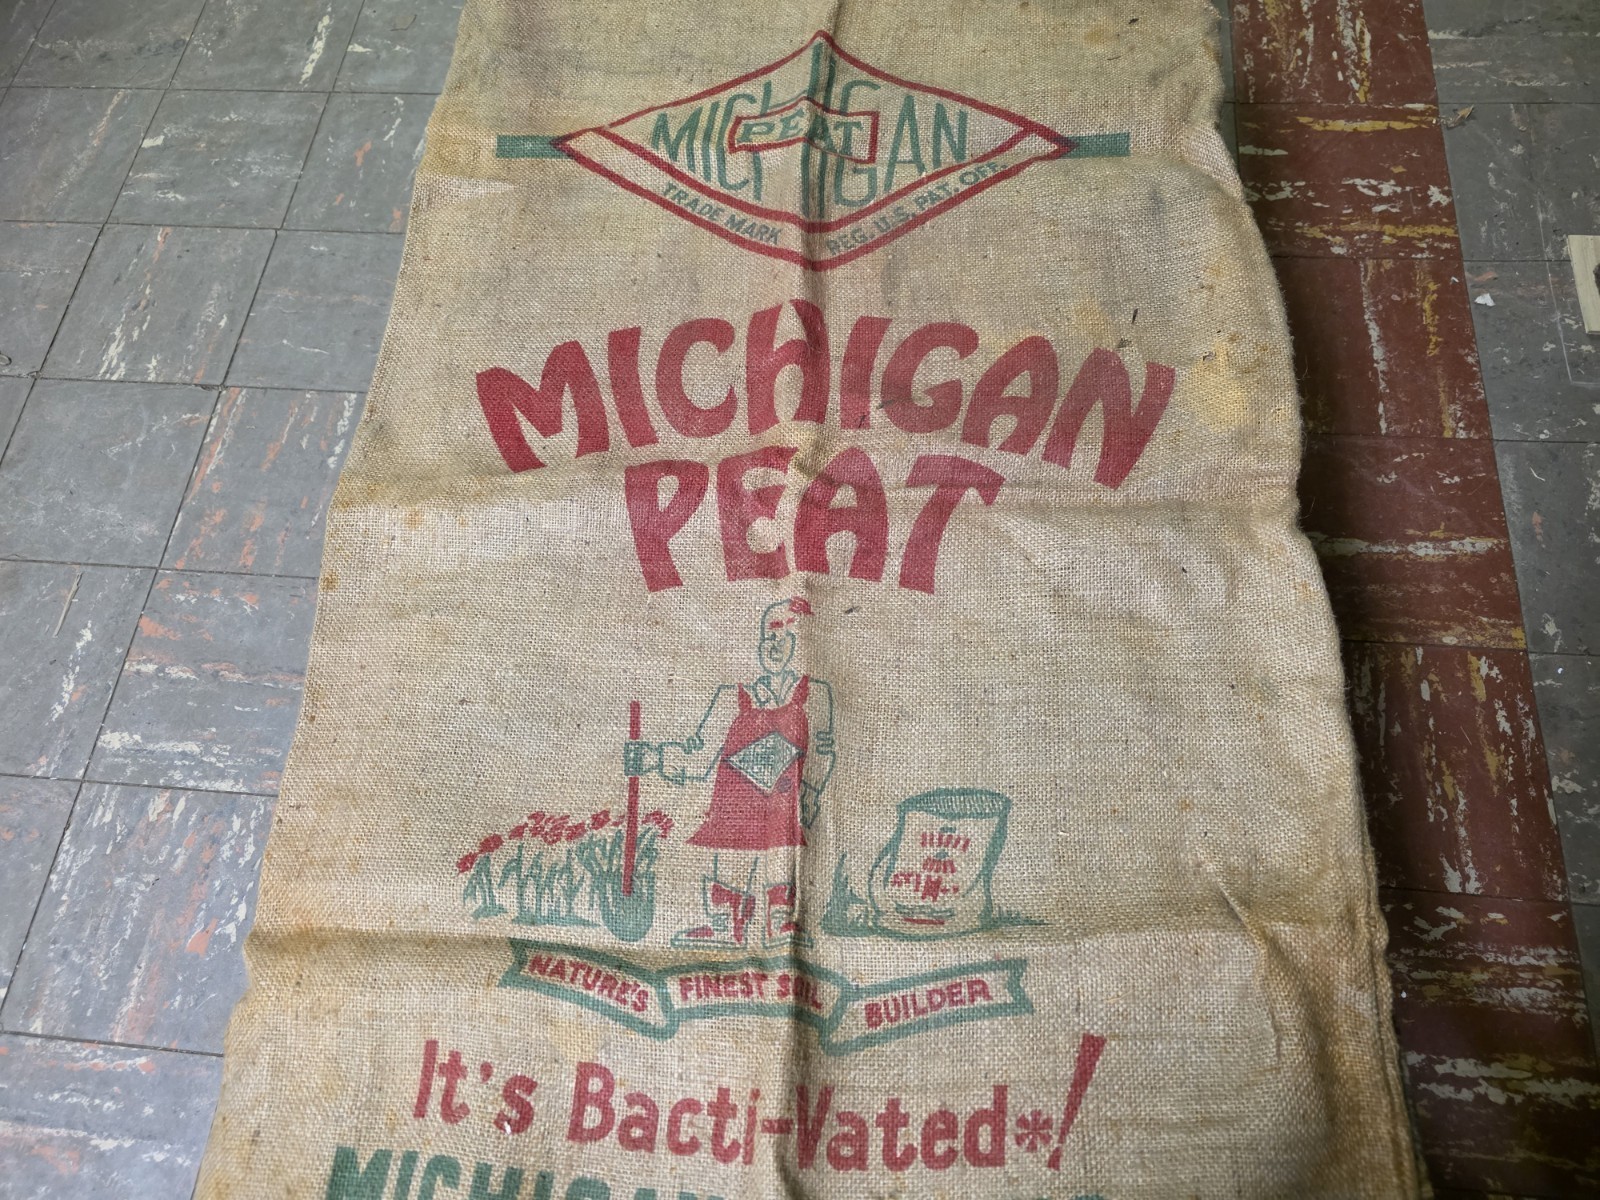 MICHIGAN
PEAT
TRADE MARK REG. U.S. PAT. OFF.
MICHIGAN
PEAT
NATURE'S FINEST SOIL BUILDER
It's Bacti-Vated*!
MICHIGAN